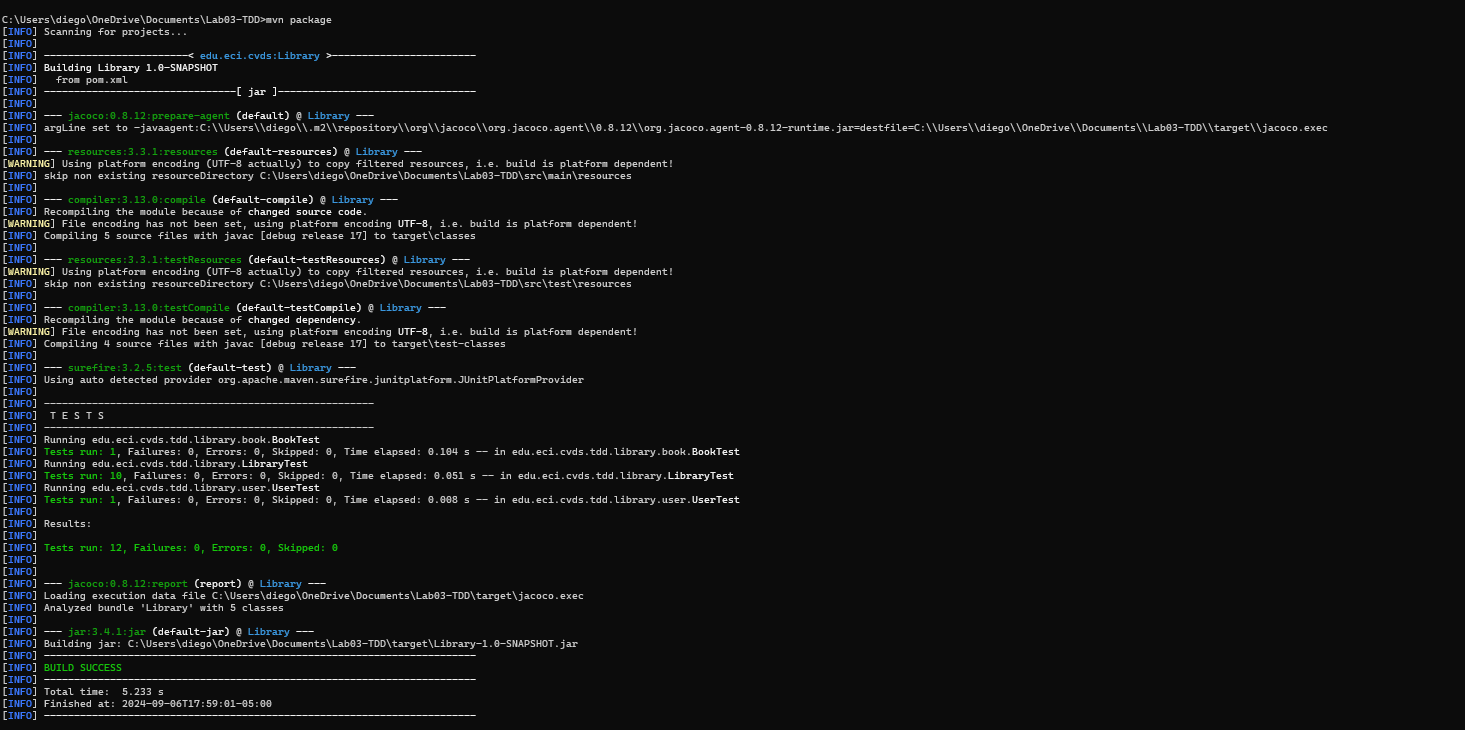 C:\Users\diego\OneDrive\Documents\Lab03-TDD>mvn package
[INFO] Scanning for projects...
[INFO]
[INFO] ------------------------< edu.eci.cvds:Library >------------------------
[INFO] Building Library 1.0-SNAPSHOT
[INFO]   from pom.xml
[INFO] --------------------------------[ jar ]---------------------------------
[INFO]
[INFO] --- jacoco:0.8.12:prepare-agent (default) @ Library ---
[INFO] argLine set to -javaagent:C:\\Users\\diego\\.m2\\repository\\org\\jacoco\\org.jacoco.agent\\0.8.12\\org.jacoco.agent-0.8.12-runtime.jar=destfile=C:\\Users\\diego\\OneDrive\\Documents\\Lab03-TDD\\target\\jacoco.exec
[INFO]
[INFO] --- resources:3.3.1:resources (default-resources) @ Library ---
[WARNING] Using platform encoding (UTF-8 actually) to copy filtered resources, i.e. build is platform dependent!
[INFO] skip non existing resourceDirectory C:\Users\diego\OneDrive\Documents\Lab03-TDD\src\main\resources
[INFO]
[INFO] --- compiler:3.13.0:compile (default-compile) @ Library ---
[INFO] Recompiling the module because of changed source code.
[WARNING] File encoding has not been set, using platform encoding UTF-8, i.e. build is platform dependent!
[INFO] Compiling 5 source files with javac [debug release 17] to target\classes
[INFO]
[INFO] --- resources:3.3.1:testResources (default-testResources) @ Library ---
[WARNING] Using platform encoding (UTF-8 actually) to copy filtered resources, i.e. build is platform dependent!
[INFO] skip non existing resourceDirectory C:\Users\diego\OneDrive\Documents\Lab03-TDD\src\test\resources
[INFO]
[INFO] --- compiler:3.13.0:testCompile (default-testCompile) @ Library ---
[INFO] Recompiling the module because of changed dependency.
[WARNING] File encoding has not been set, using platform encoding UTF-8, i.e. build is platform dependent!
[INFO] Compiling 4 source files with javac [debug release 17] to target\test-classes
[INFO]
[INFO] --- surefire:3.2.5:test (default-test) @ Library ---
[INFO] Using auto detected provider org.apache.maven.surefire.junitplatform.JUnitPlatformProvider
[INFO]
[INFO] -------------------------------------------------------
[INFO]  T E S T S
[INFO] -------------------------------------------------------
[INFO] Running edu.eci.cvds.tdd.library.book.BookTest
[INFO] Tests run: 1, Failures: 0, Errors: 0, Skipped: 0, Time elapsed: 0.104 s -- in edu.eci.cvds.tdd.library.book.BookTest
[INFO] Running edu.eci.cvds.tdd.library.LibraryTest
[INFO] Tests run: 10, Failures: 0, Errors: 0, Skipped: 0, Time elapsed: 0.051 s -- in edu.eci.cvds.tdd.library.LibraryTest
[INFO] Running edu.eci.cvds.tdd.library.user.UserTest
[INFO] Tests run: 1, Failures: 0, Errors: 0, Skipped: 0, Time elapsed: 0.008 s -- in edu.eci.cvds.tdd.library.user.UserTest
[INFO]
[INFO] Results:
[INFO]
[INFO] Tests run: 12, Failures: 0, Errors: 0, Skipped: 0
[INFO]
[INFO]
[INFO] --- jacoco:0.8.12:report (report) @ Library ---
[INFO] Loading execution data file C:\Users\diego\OneDrive\Documents\Lab03-TDD\target\jacoco.exec
[INFO] Analyzed bundle 'Library' with 5 classes
[INFO]
[INFO] --- jar:3.4.1:jar (default-jar) @ Library ---
[INFO] Building jar: C:\Users\diego\OneDrive\Documents\Lab03-TDD\target\Library-1.0-SNAPSHOT.jar
[INFO] ------------------------------------------------------------------------
[INFO] BUILD SUCCESS
[INFO] ------------------------------------------------------------------------
[INFO] Total time:  5.233 s
[INFO] Finished at: 2024-09-06T17:59:01-05:00
[INFO] ------------------------------------------------------------------------